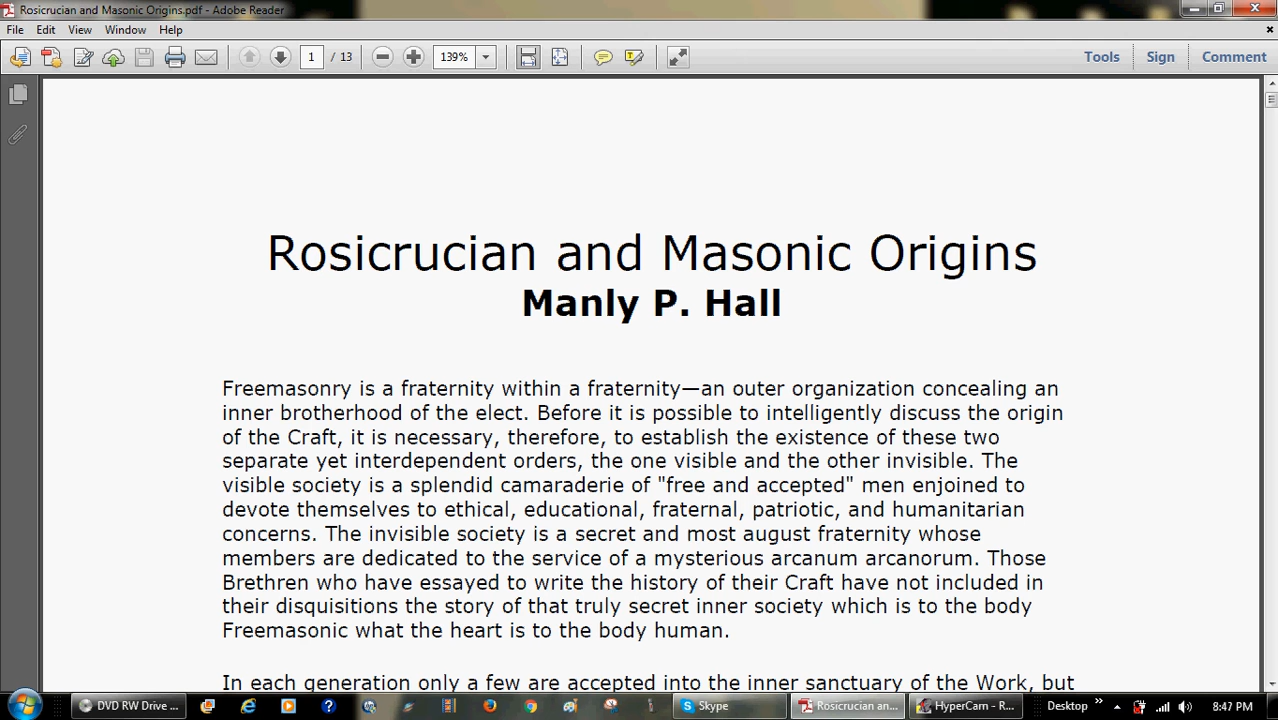 Rosicrucian and Masonic Origins.pdf - Adobe Reader
File Edit View Window Help
1 / 13 139% Tools Sign Comment
Rosicrucian and Masonic Origins
Manly P. Hall
Freemasonry is a fraternity within a fraternity—an outer organization concealing an
inner brotherhood of the elect. Before it is possible to intelligently discuss the origin
of the Craft, it is necessary, therefore, to establish the existence of these two
separate yet interdependent orders, the one visible and the other invisible. The
visible society is a splendid camaraderie of "free and accepted" men enjoined to
devote themselves to ethical, educational, fraternal, patriotic, and humanitarian
concerns. The invisible society is a secret and most august fraternity whose
members are dedicated to the service of a mysterious arcanum arcanorum. Those
Brethren who have essayed to write the history of their Craft have not included in
their disquisitions the story of that truly secret inner society which is to the body
Freemasonic what the heart is to the body human.
In each generation only a few are accepted into the inner sanctuary of the Work, but
DVD RW Drive ... Skype Rosicrucian an... HyperCam - R... Desktop 8:47 PM